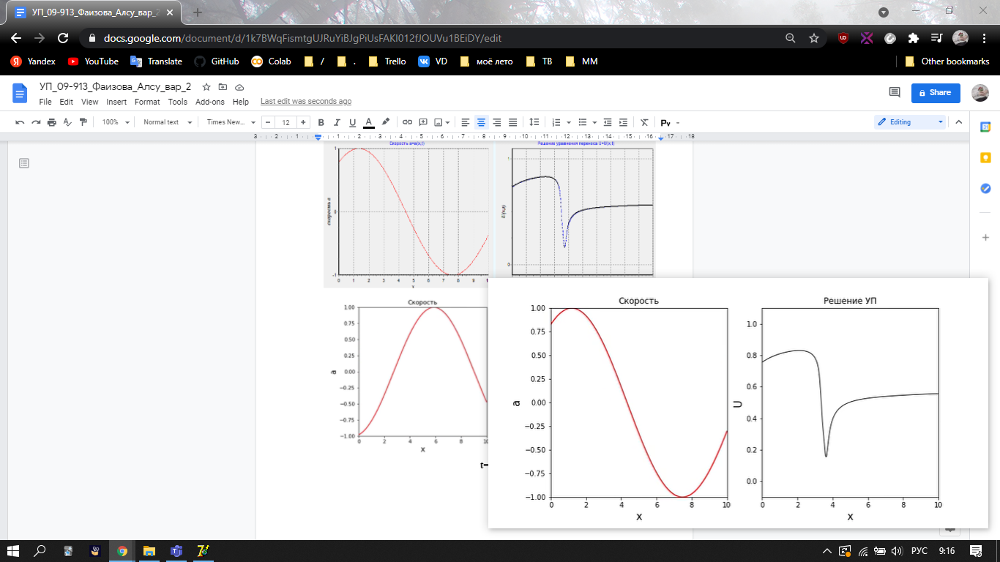 УП_09-913_Фаизова_Алсу_вар_2
docs.google.com/document/d/1k7BWqFismtgUJRuYiBJgPiUsFAKI012fJOUVu1BEiDY/edit
Yandex YouTube Translate GitHub Colab / . Trello VD моё лето ТВ ММ Other bookmarks
УП_09-913_Фаизова_Алсу_вар_2
File Edit View Insert Format Tools Add-ons Help Last edit was seconds ago
Share
100% Normal text Times New... 12 Editing
3 2 1 1 2 3 4 5 6 7 8 9 10 11 12 13 14 15 16 17 18
Скорость a=a(x,t)
1
0
-1
скорость a
0 1 2 3 4 5 6 7 8 9
Решение уравнения переноса U=U(x,t)
1
0
U(x,t)
Скорость
1.00
0.75
0.50
0.25
0.00
−0.25
−0.50
−0.75
−1.00
a
0 2 4 6 8 10
x
t=
Скорость
1.00
0.75
0.50
0.25
0.00
−0.25
−0.50
−0.75
−1.00
a
0 2 4 6 8 10
x
Решение УП
1.0
0.8
0.6
0.4
0.2
0.0
U
0 2 4 6 8 10
x
РУС 9:16